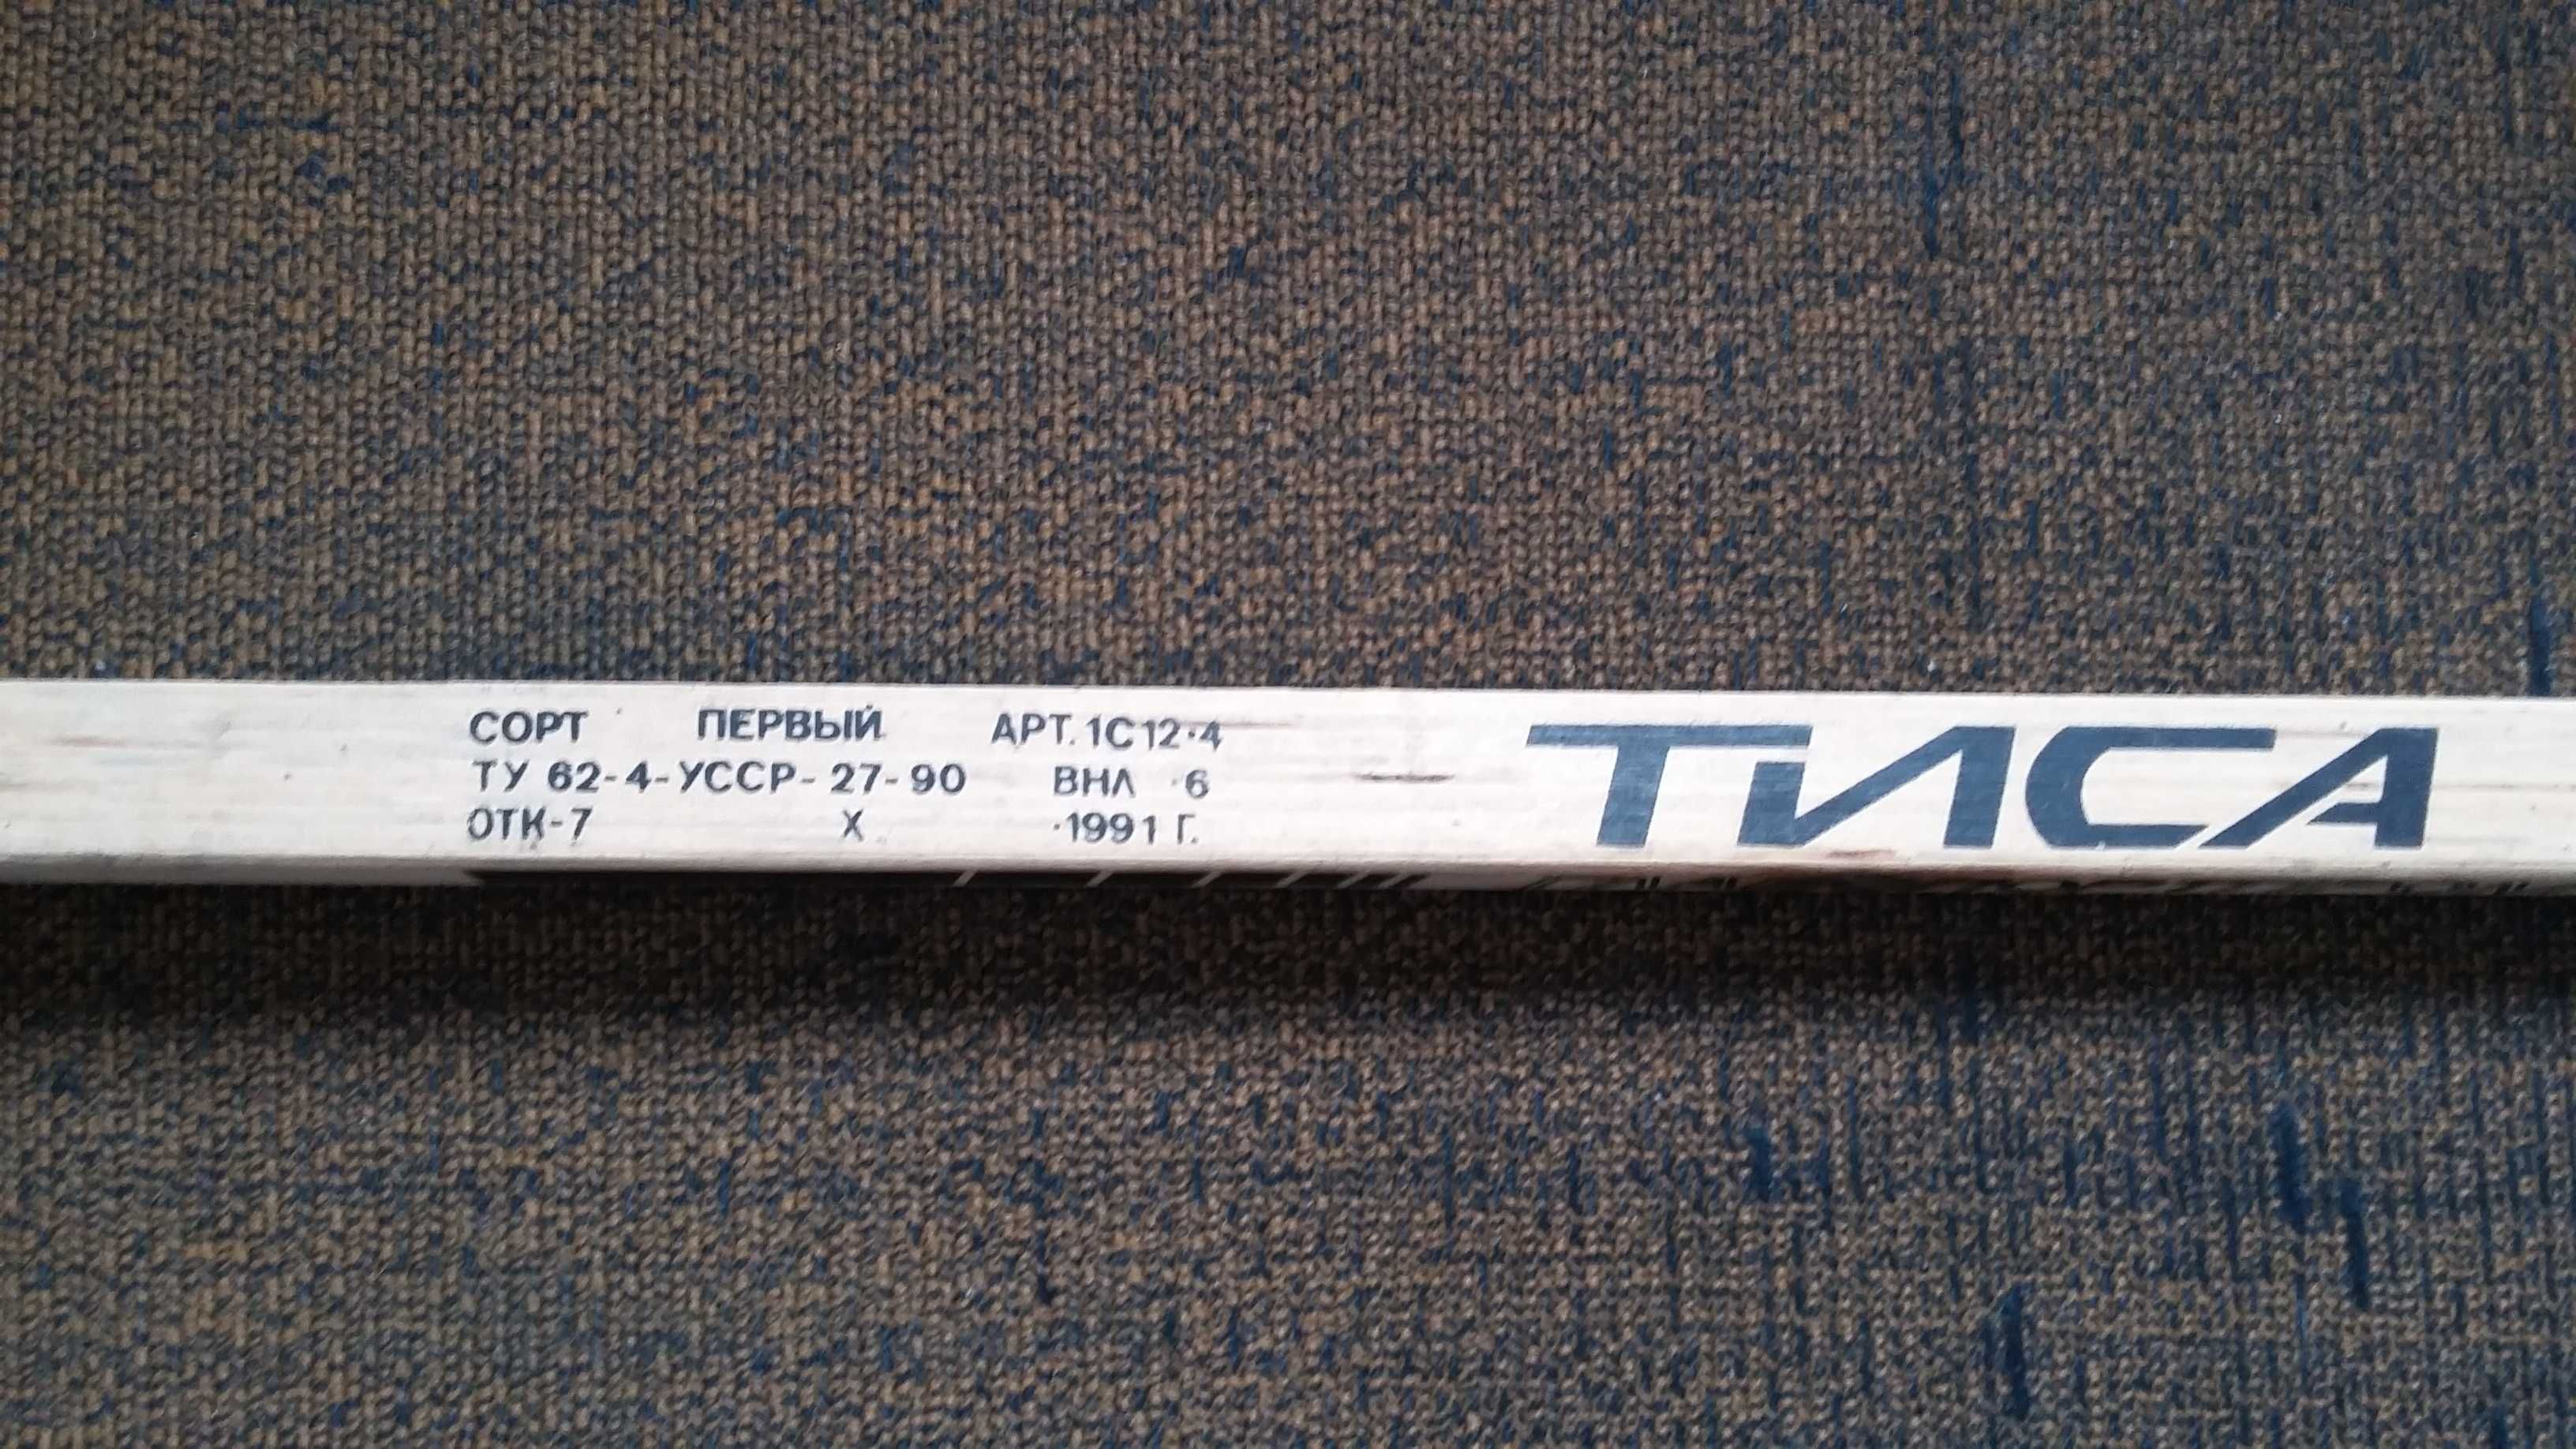 СОРТ ПЕРВЫЙ АРТ. 1С12·4
ТУ 62-4-УССР-27-90 ВНЛ ·6
ОТК-7 Х ·1991 Г.
ТИСА